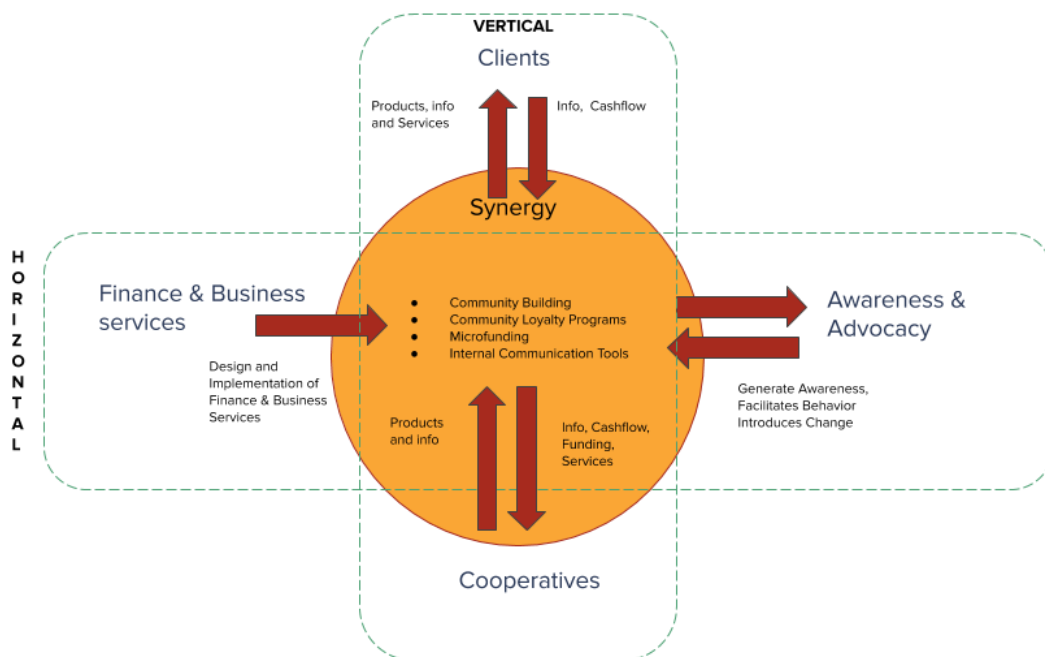 VERTICAL
Clients
Products, info
and Services
Info, Cashflow
Synergy
HORIZONTAL
Finance & Business
services
Design and
Implementation of
Finance & Business
Services
● Community Building
● Community Loyalty Programs
● Microfunding
● Internal Communication Tools
Awareness &
Advocacy
Generate Awareness,
Facilitates Behavior
Introduces Change
Products
and info
Info, Cashflow,
Funding,
Services
Cooperatives